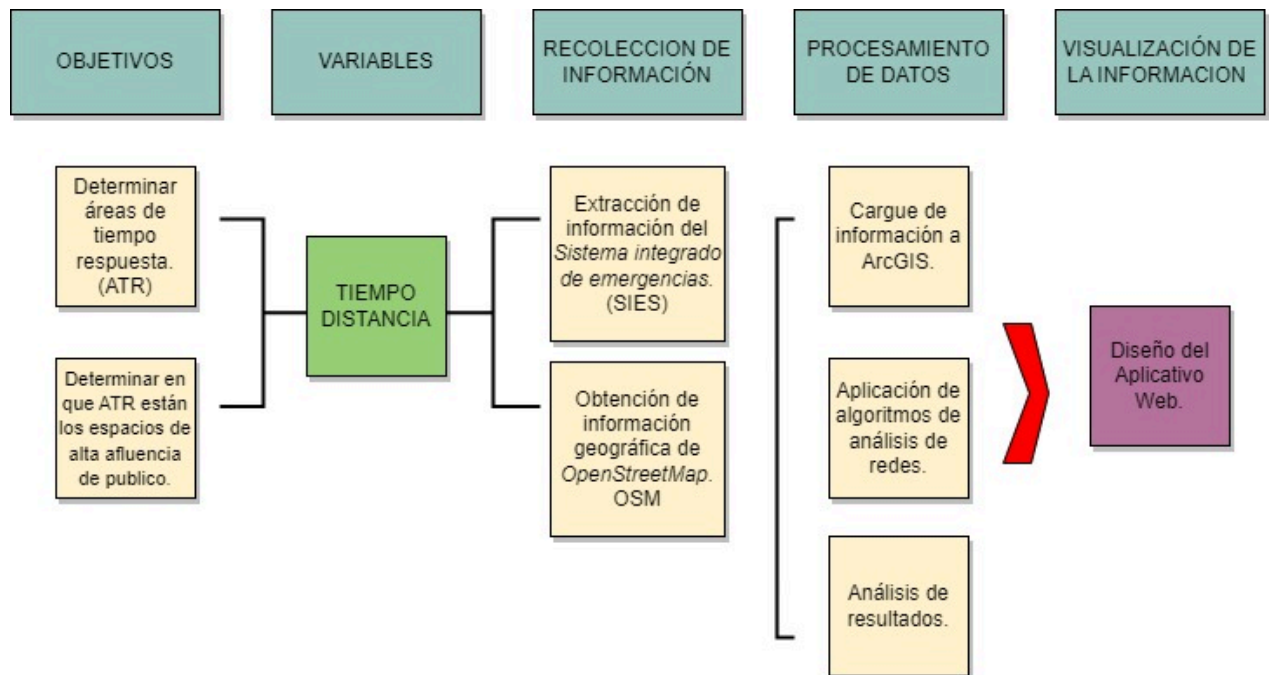 OBJETIVOS
VARIABLES
RECOLECCION DE
INFORMACIÓN
PROCESAMIENTO
DE DATOS
VISUALIZACIÓN DE
LA INFORMACION
Determinar
áreas de
tiempo
respuesta.
(ATR)
Determinar en
que ATR están
los espacios de
alta afluencia
de publico.
TIEMPO
DISTANCIA
Extracción de
información del
Sistema integrado
de emergencias.
(SIES)
Obtención de
información
geográfica de
OpenStreetMap.
OSM
Cargue de
información a
ArcGIS.
Aplicación de
algoritmos de
análisis de
redes.
Análisis de
resultados.
Diseño del
Aplicativo
Web.